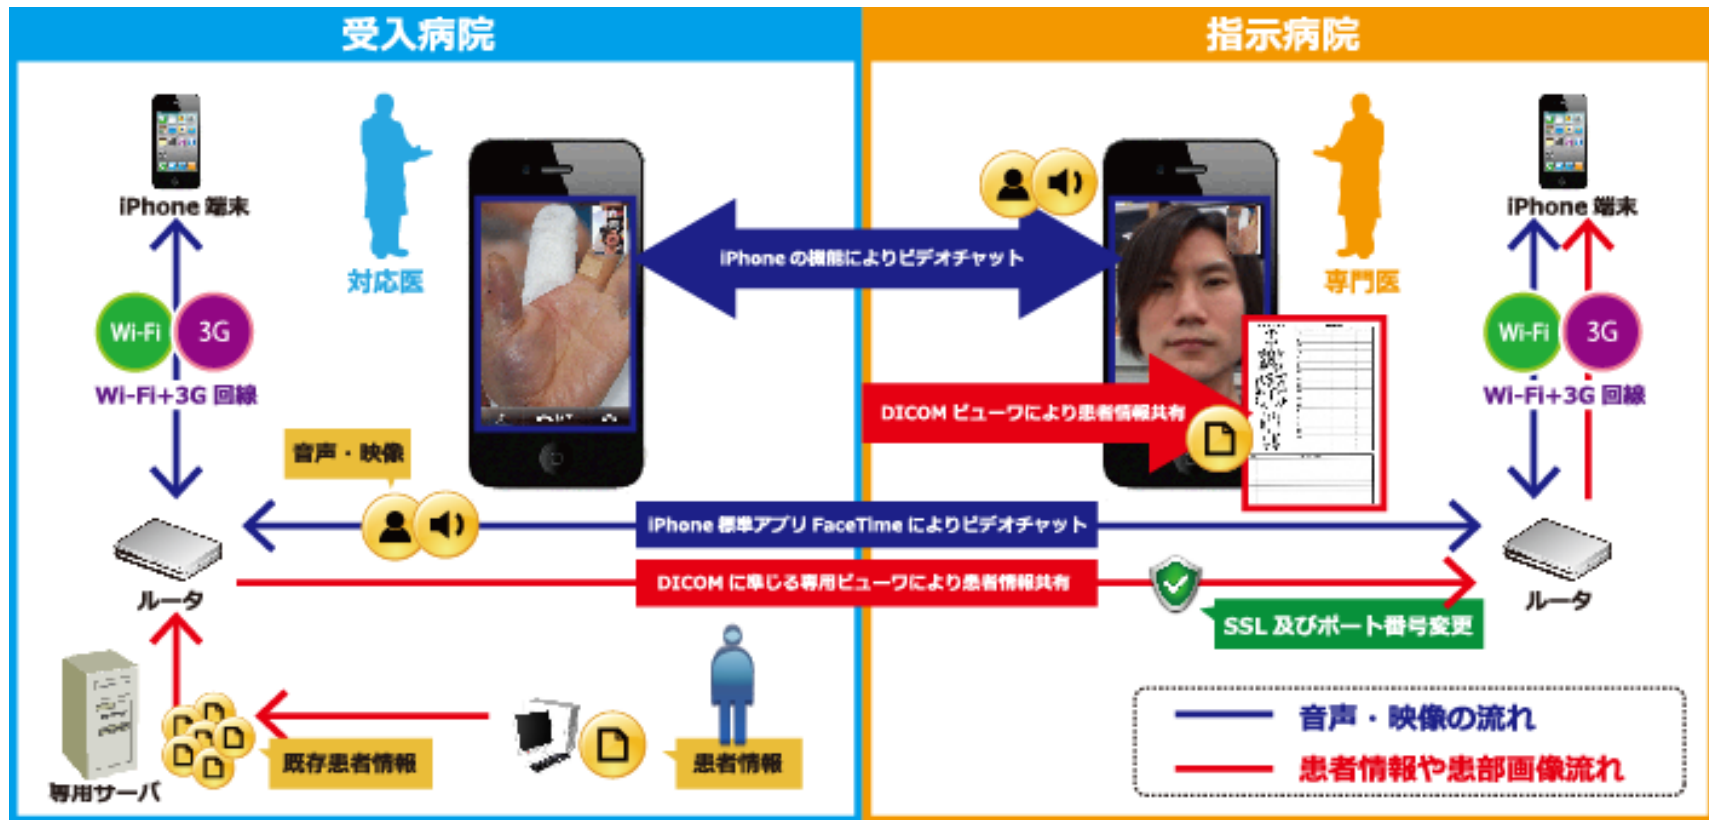 受入病院
指示病院
iPhone 端末
対応医
iPhoneの機能によりビデオチャット
専門医
iPhone 端末
Wi-Fi
3G
Wi-Fi+3G 回線
Wi-Fi
3G
Wi-Fi+3G 回線
DICOM ビューワにより患者情報共有
音声・映像
iPhone 標準アプリ FaceTime によりビデオチャット
DICOM に準じる専用ビューワにより患者情報共有
ルータ
ルータ
SSL 及びポート番号変更
既存患者情報
患者情報
専用サーバ
音声・映像の流れ
患者情報や患部画像流れ